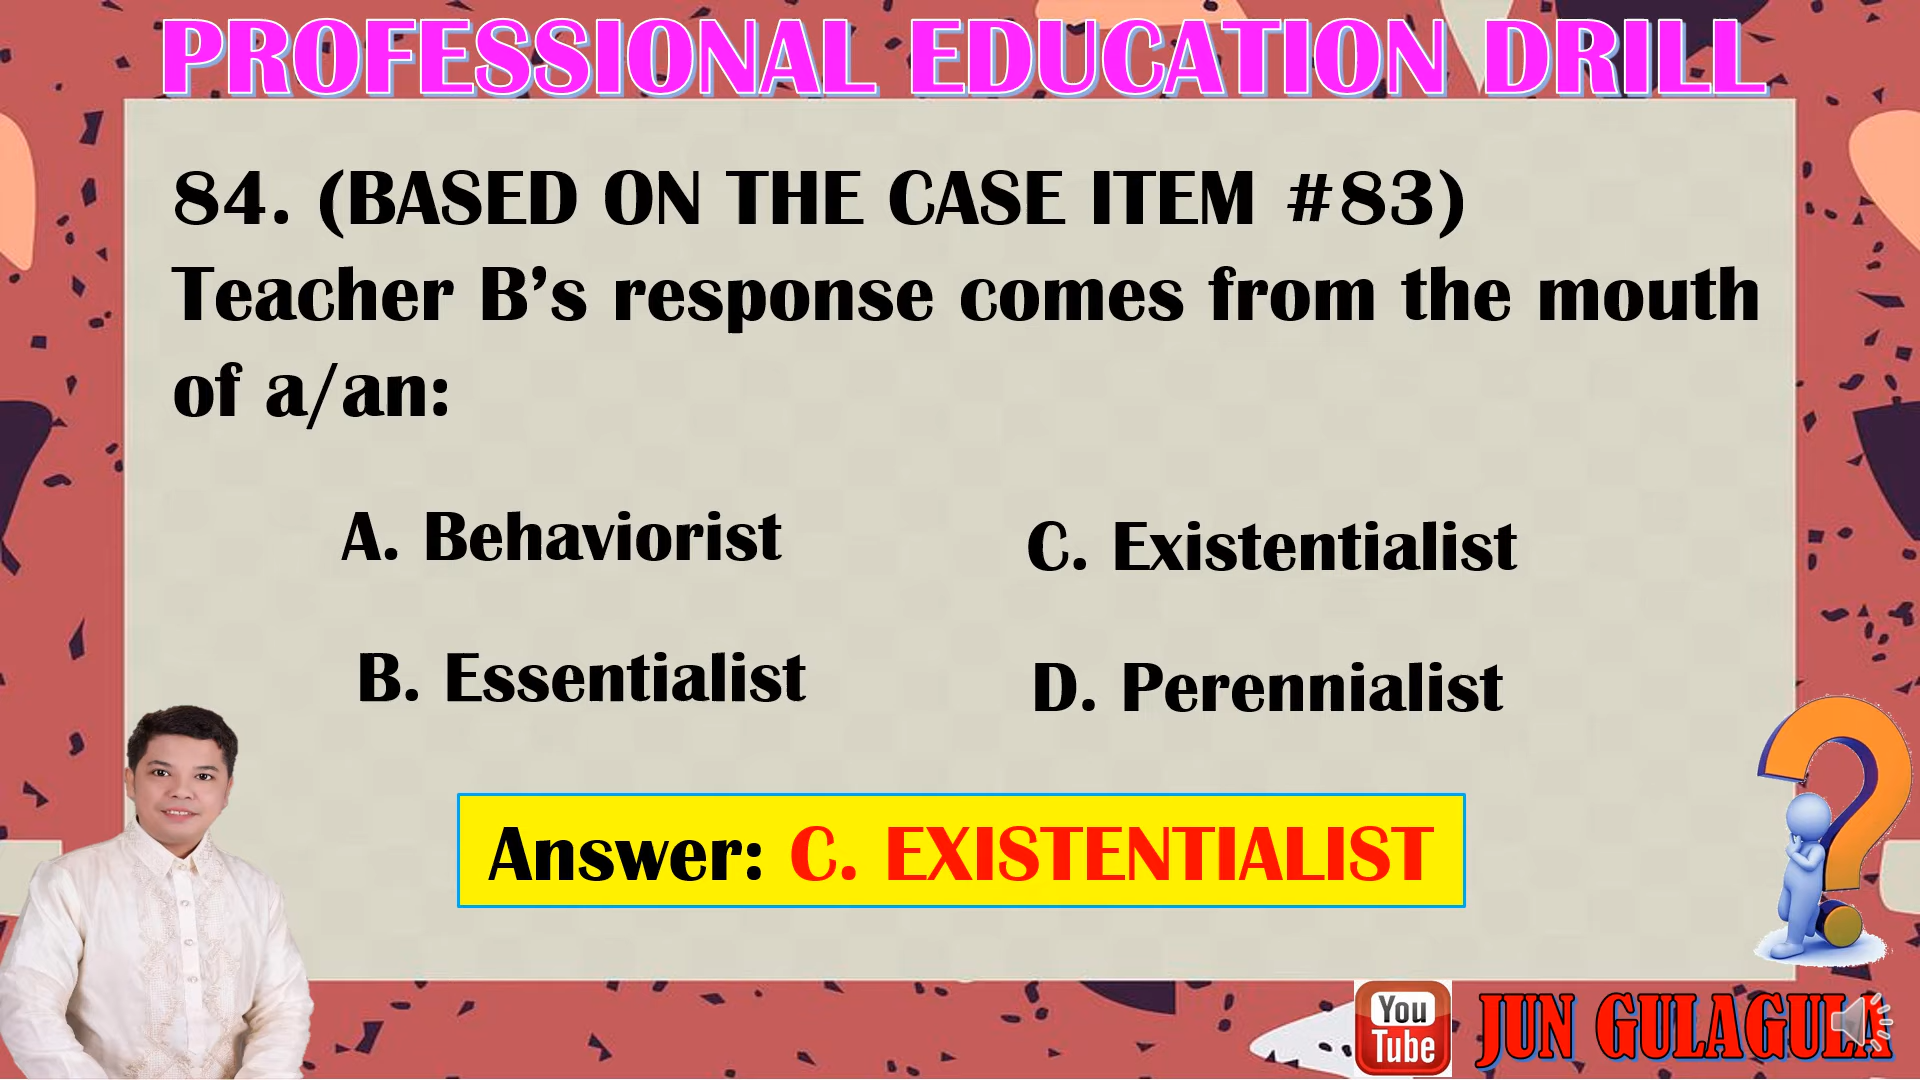 PROFESSIONAL EDUCATION DRILL
84. (BASED ON THE CASE ITEM #83)
Teacher B’s response comes from the mouth
of a/an:
A. Behaviorist
C. Existentialist
B. Essentialist
D. Perennialist
Answer: C. EXISTENTIALIST
You
Tube
JUN GULAGULA